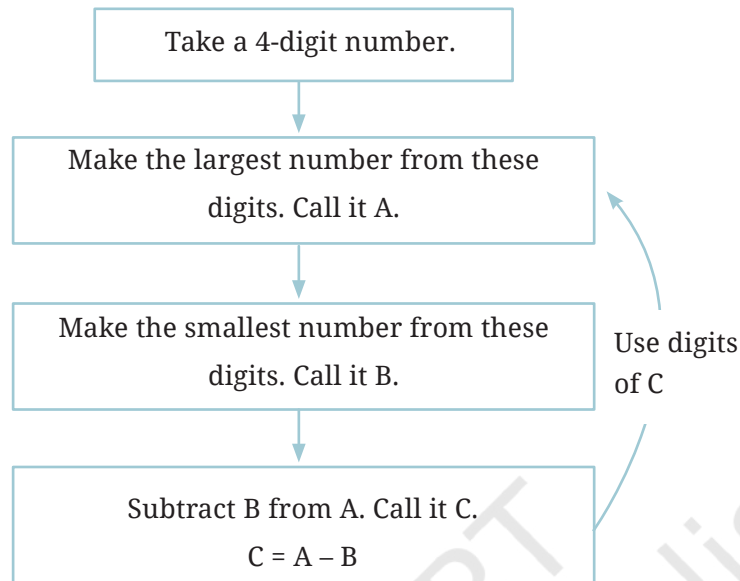 Take a 4-digit number.
Make the largest number from these
digits. Call it A.
Make the smallest number from these
digits. Call it B.
Use digits
of C
Subtract B from A. Call it C.
C = A – B